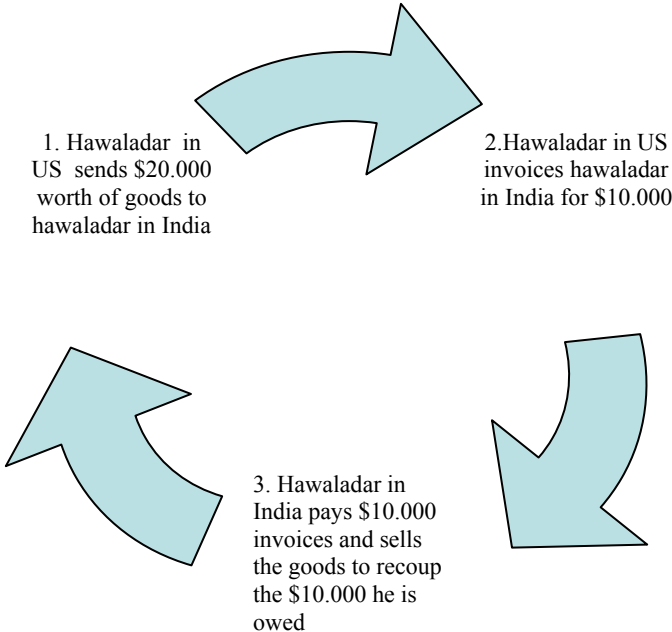 1. Hawaladar in
US sends $20.000
worth of goods to
hawaladar in India
2.Hawaladar in US
invoices hawaladar
in India for $10.000
3. Hawaladar in
India pays $10.000
invoices and sells
the goods to recoup
the $10.000 he is
owed